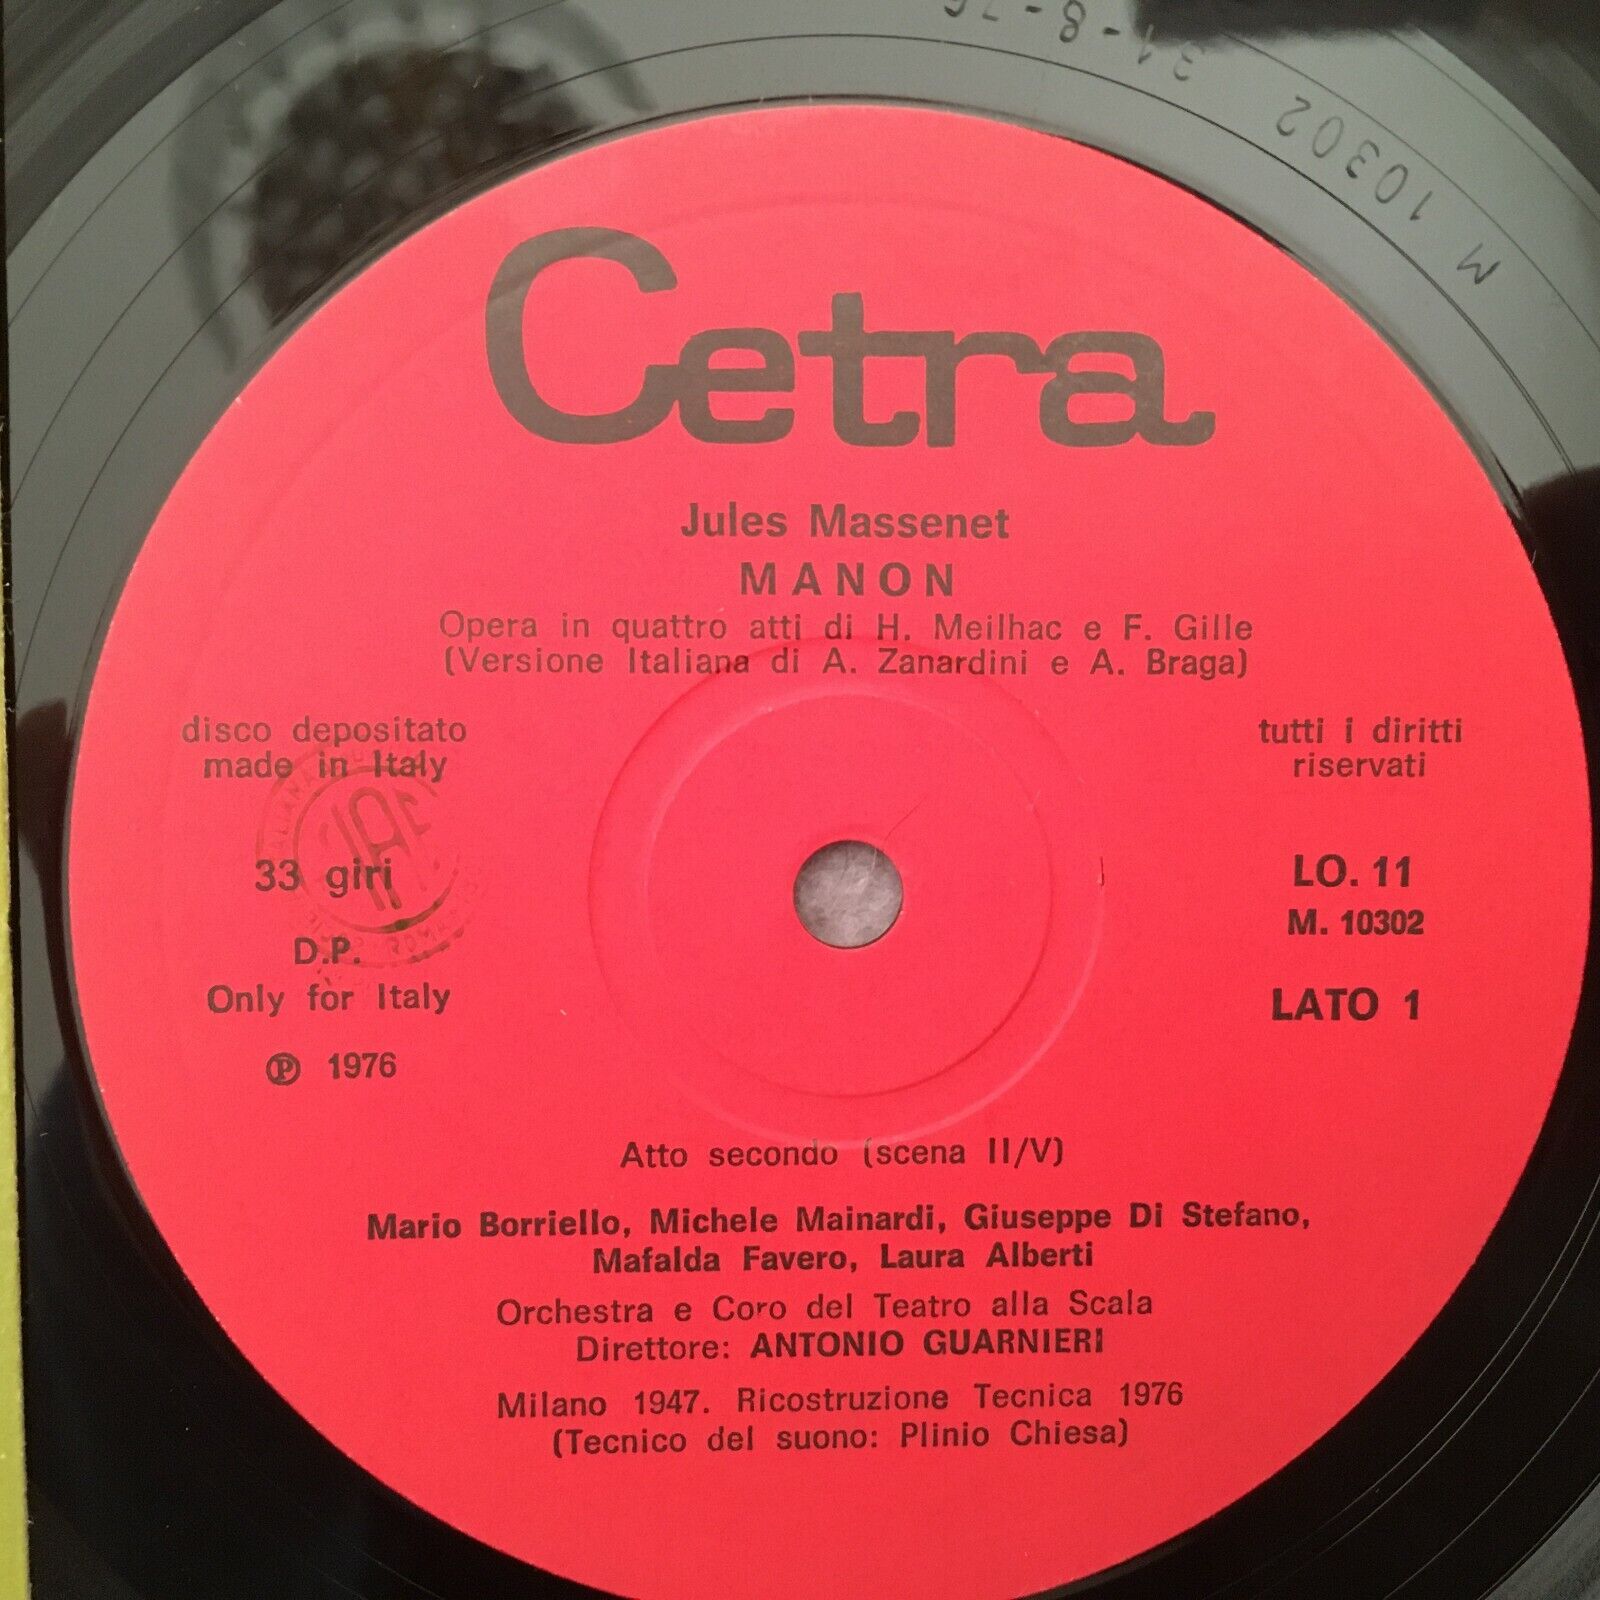 M 10302 31-8-76
Cetra
Jules Massenet
MANON
Opera in quattro atti di H. Meilhac e F. Gille
(Versione Italiana di A. Zanardini e A. Braga)
disco depositato
made in Italy
tutti i diritti
riservati
33 giri
D.P.
Only for Italy
℗ 1976
LO. 11
M. 10302
LATO 1
Atto secondo (scena II/V)
Mario Borriello, Michele Mainardi, Giuseppe Di Stefano,
Mafalda Favero, Laura Alberti
Orchestra e Coro del Teatro alla Scala
Direttore: ANTONIO GUARNIERI
Milano 1947. Ricostruzione Tecnica 1976
(Tecnico del suono: Plinio Chiesa)